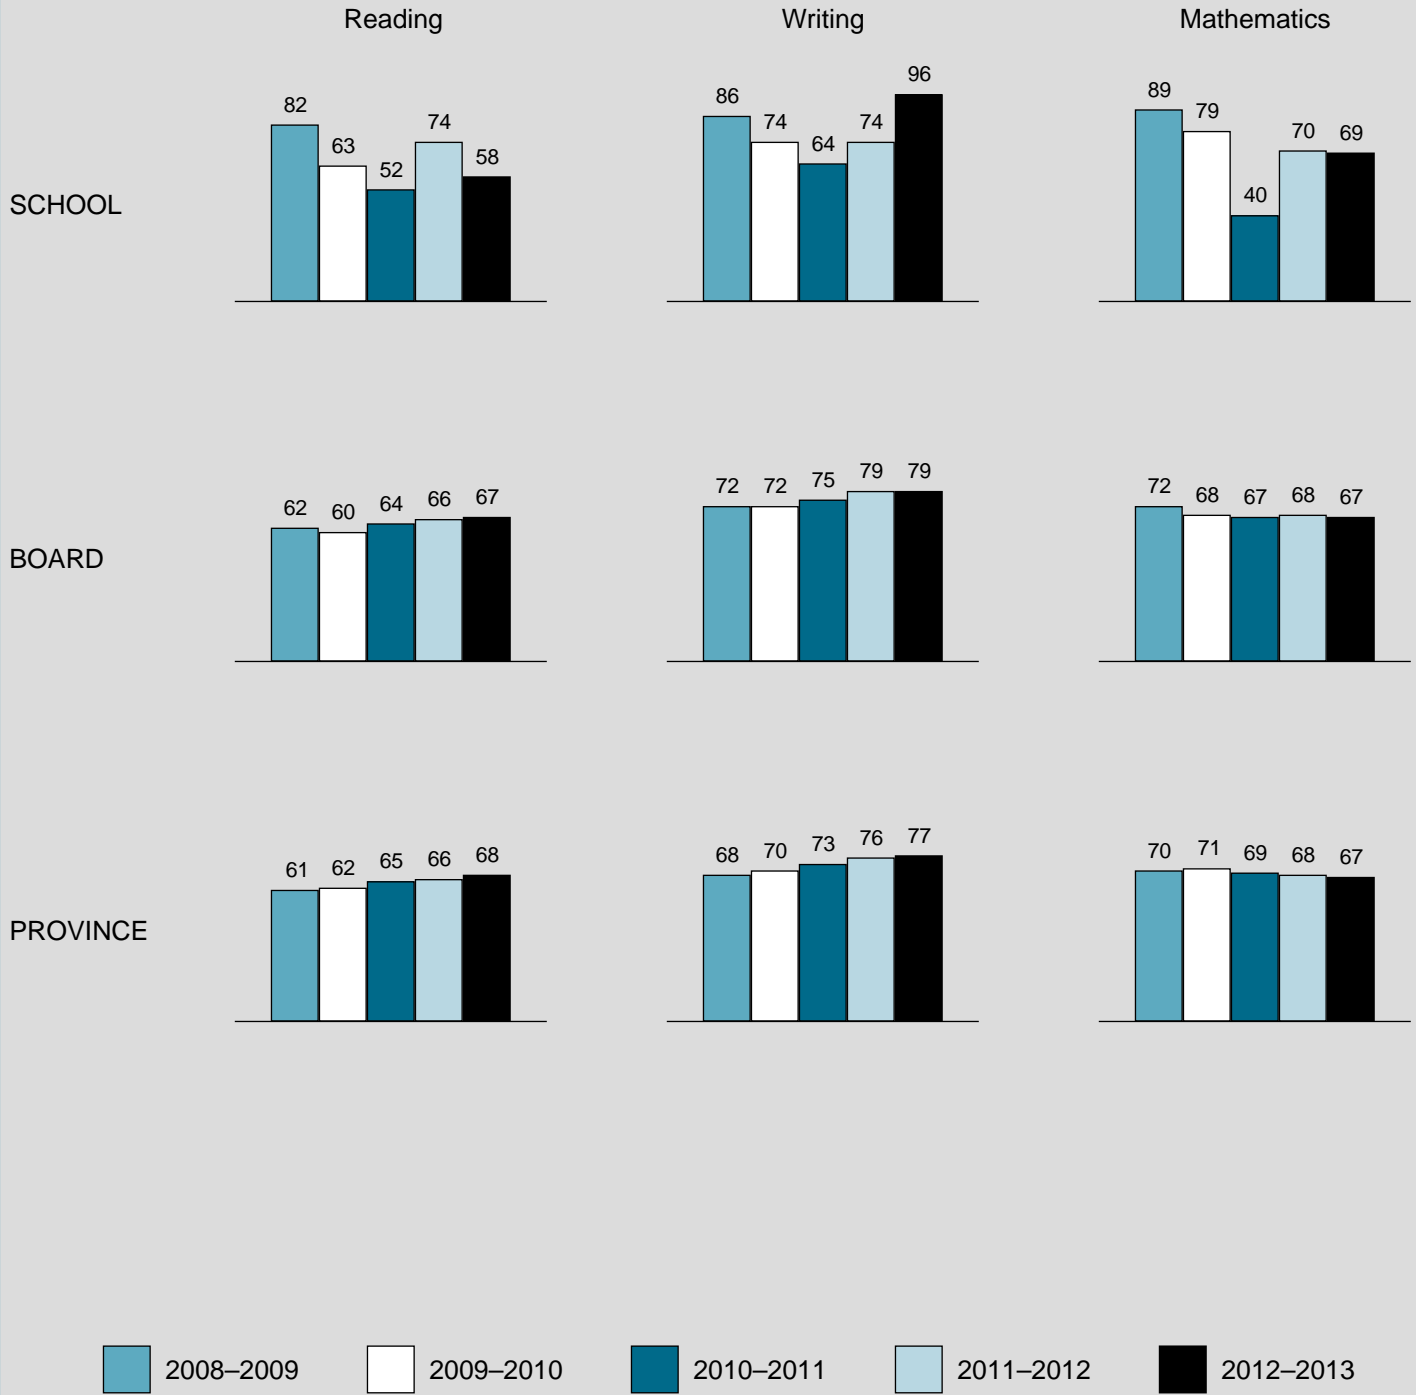 Reading Writing Mathematics
SCHOOL
82 63 52 74 58
86 74 64 74 96
89 79 40 70 69
BOARD
62 60 64 66 67
72 72 75 79 79
72 68 67 68 67
PROVINCE
61 62 65 66 68
68 70 73 76 77
70 71 69 68 67
2008–2009 2009–2010 2010–2011 2011–2012 2012–2013